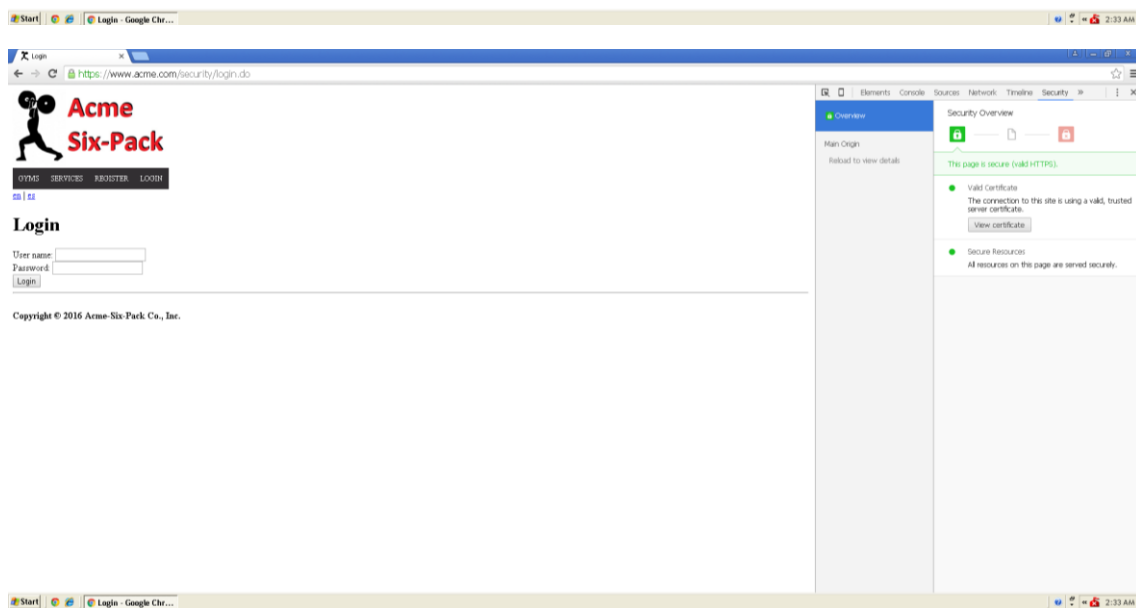 Start Login - Google Chr... 2:33 AM
Login
https://www.acme.com/security/login.do
Elements Console Sources Network Timeline Security »
Acme
Six-Pack
GYMS SERVICES REGISTER LOGIN
en | es
Login
User name:
Password:
Login
Copyright © 2016 Acme-Six-Pack Co., Inc.
Overview
Main Origin
Reload to view details
Security Overview
This page is secure (valid HTTPS).
Valid Certificate
The connection to this site is using a valid, trusted
server certificate.
View certificate
Secure Resources
All resources on this page are served securely.
Start Login - Google Chr... 2:33 AM